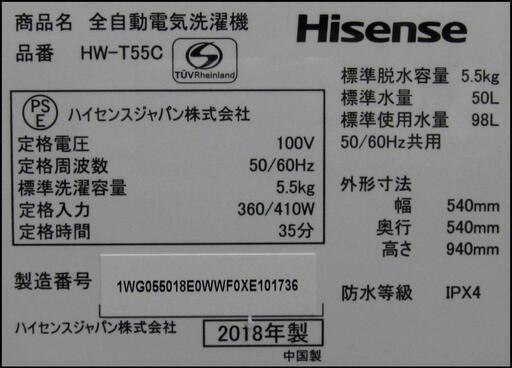 商品名 全自動電気洗濯機
品番 HW-T55C
TÜVRheinland
Hisense
標準脱水容量 5.5kg
標準水量 50L
標準使用水量 98L
50/60Hz共用
PS
E
ハイセンスジャパン株式会社
定格電圧 100V
定格周波数 50/60Hz
標準洗濯容量 5.5kg
定格入力 360/410W
定格時間 35分
外形寸法
幅 540mm
奥行 540mm
高さ 940mm
製造番号 1WG055018E0WWF0XE101736
防水等級 IPX4
ハイセンスジャパン株式会社 2018年製
中国製